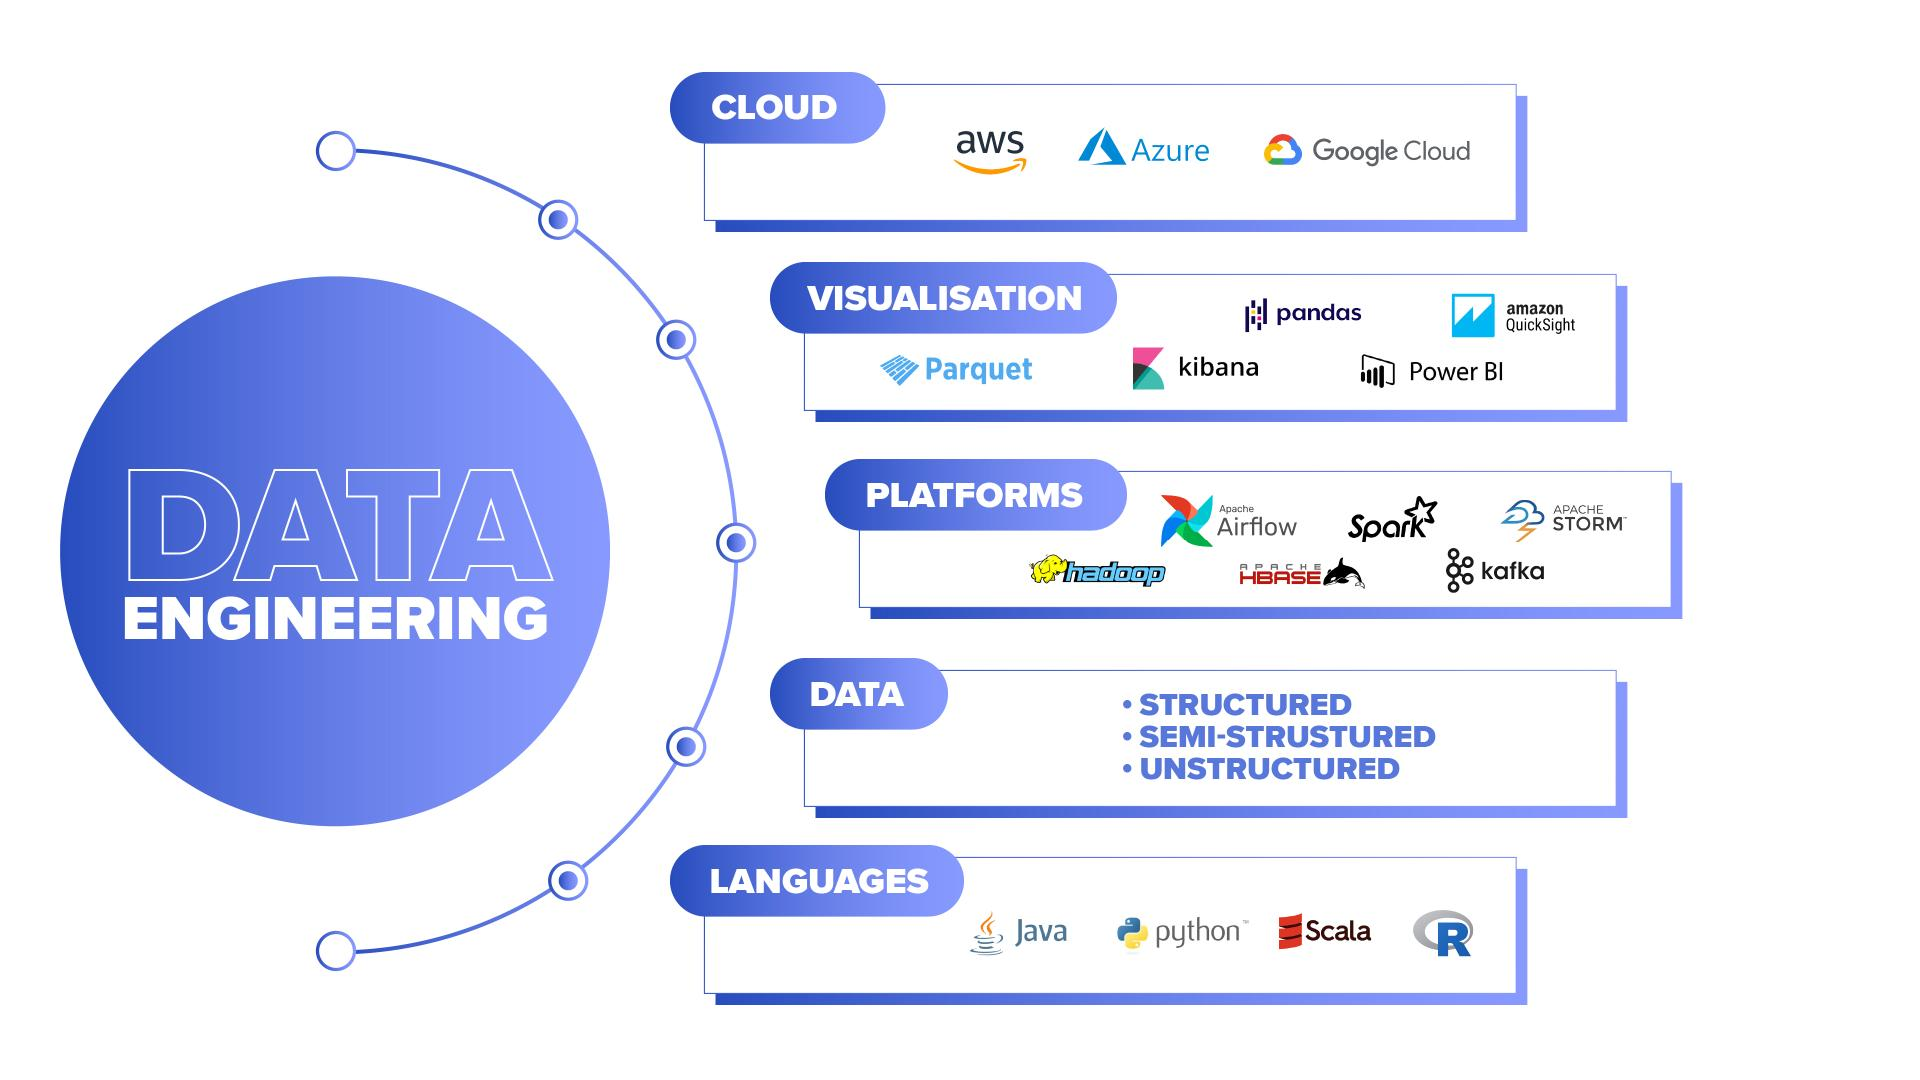 DATA
ENGINEERING
CLOUD
aws
Azure
Google Cloud
VISUALISATION
pandas
amazon
QuickSight
Parquet
kibana
Power BI
PLATFORMS
Apache
Airflow
Spark
APACHE
STORM™
hadoop
APACHE
HBASE
kafka
DATA
• STRUCTURED
• SEMI-STRUSTURED
• UNSTRUCTURED
LANGUAGES
Java
python™
Scala
R